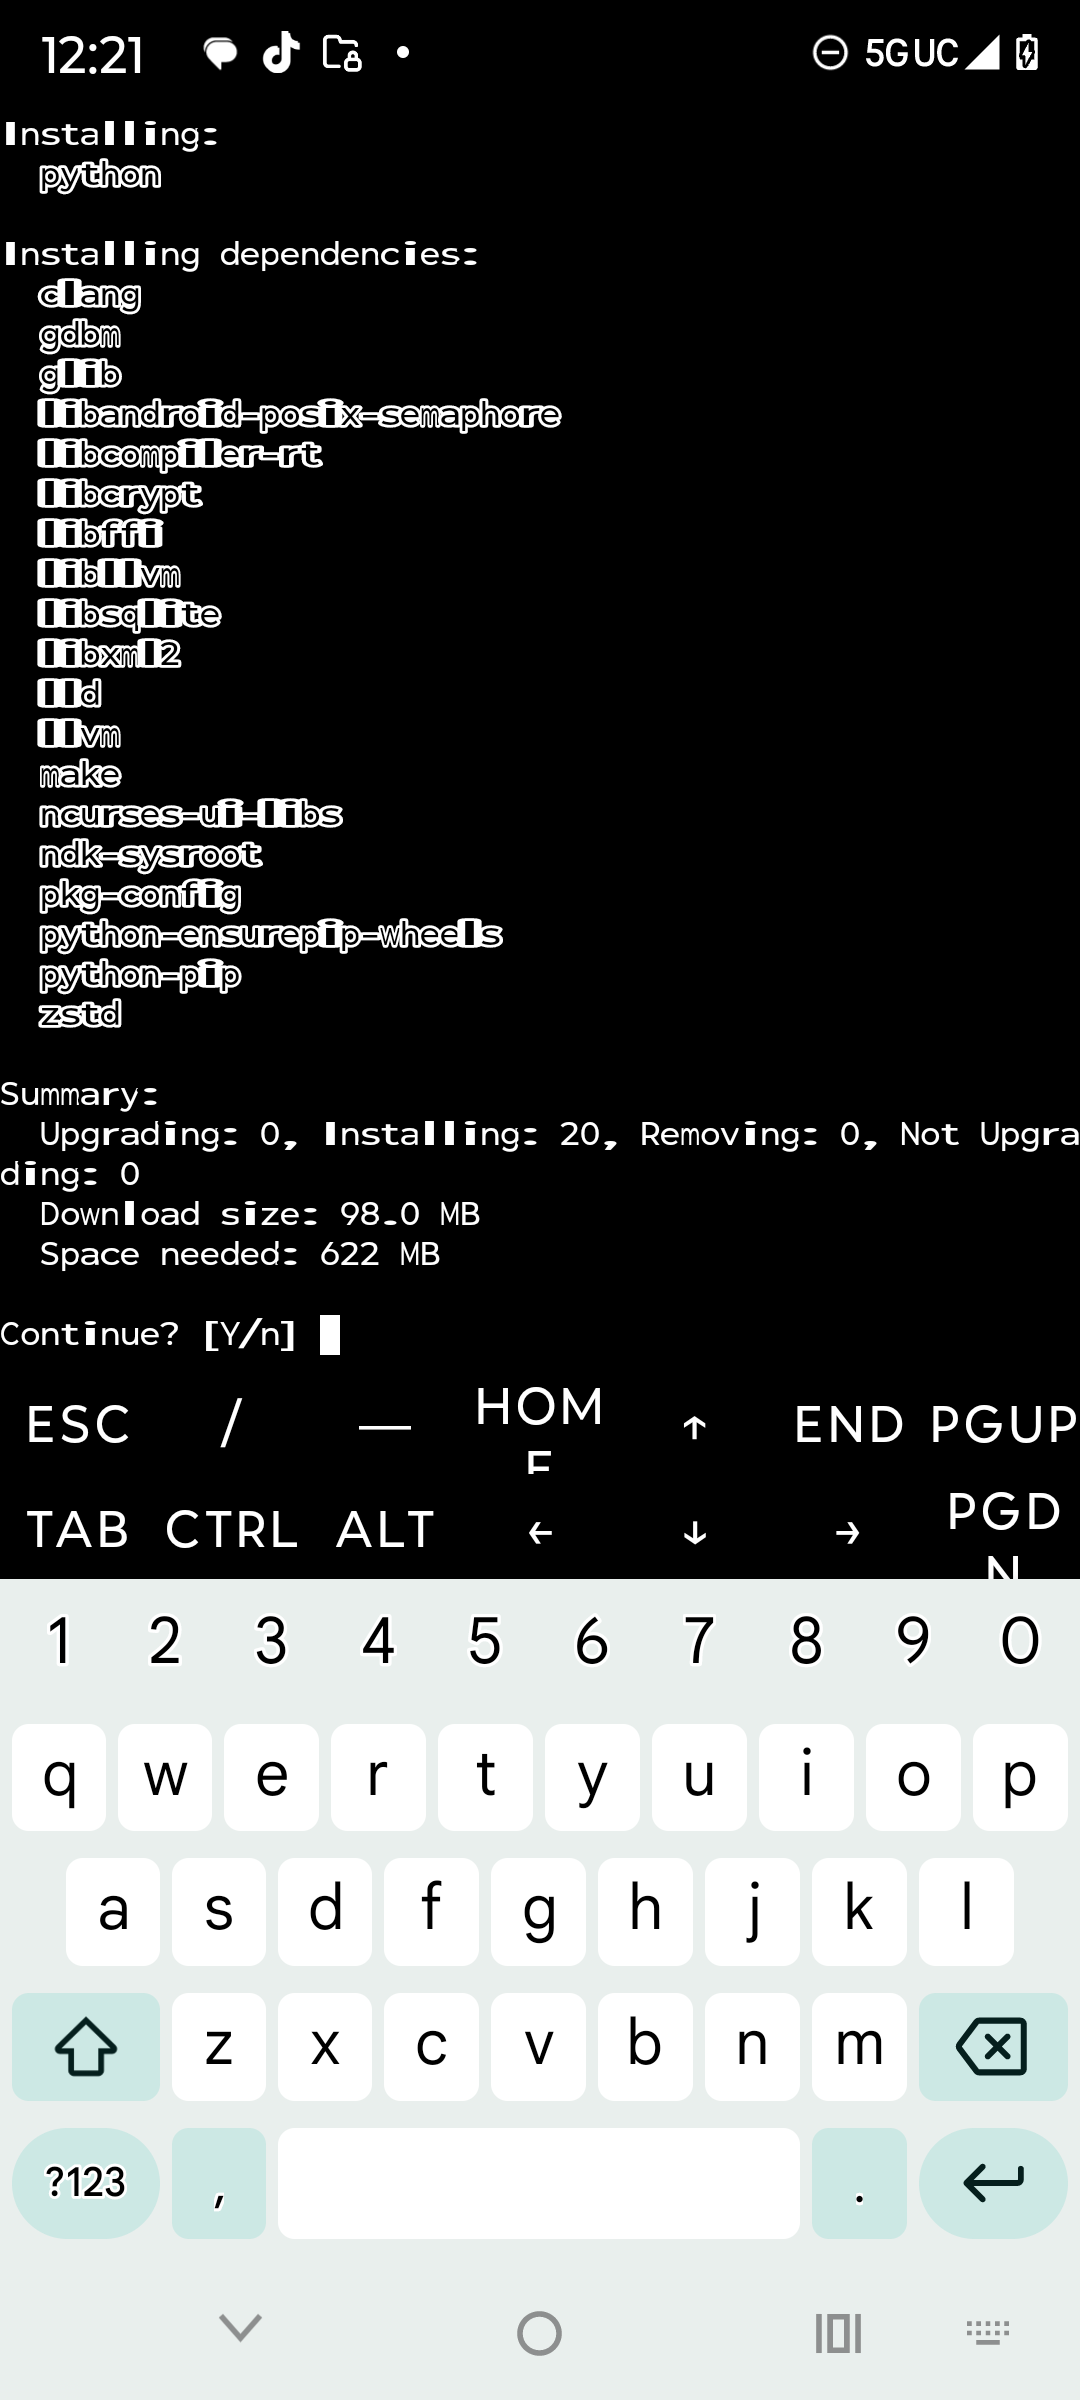 12:21
5G UC
Installing:
python
Installing dependencies:
clang
gdbm
glib
libandroid-posix-semaphore
libcompiler-rt
libcrypt
libffi
libllvm
libsqlite
libxml2
lld
llvm
make
ncurses-ui-libs
ndk-sysroot
pkg-config
python-ensurepip-wheels
python-pip
zstd
Summary:
Upgrading: 0, Installing: 20, Removing: 0, Not Upgra
ding: 0
Download size: 98.0 MB
Space needed: 622 MB
Continue? [Y/n]
ESC / — HOME ↑ END PGUP
TAB CTRL ALT ← ↓ → PGDN
1 2 3 4 5 6 7 8 9 0
q w e r t y u i o p
a s d f g h j k l
z x c v b n m
?123 , .